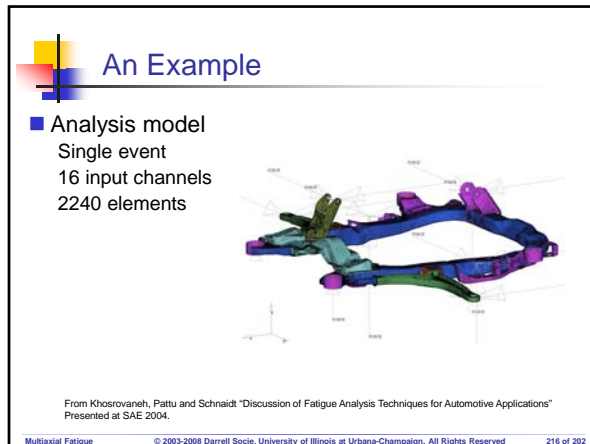 An Example
Analysis model
Single event
16 input channels
2240 elements
From Khosrovaneh, Pattu and Schnaidt "Discussion of Fatigue Analysis Techniques for Automotive Applications"
Presented at SAE 2004.
Multiaxial Fatigue © 2003-2008 Darrell Socie, University of Illinois at Urbana-Champaign, All Rights Reserved 216 of 202